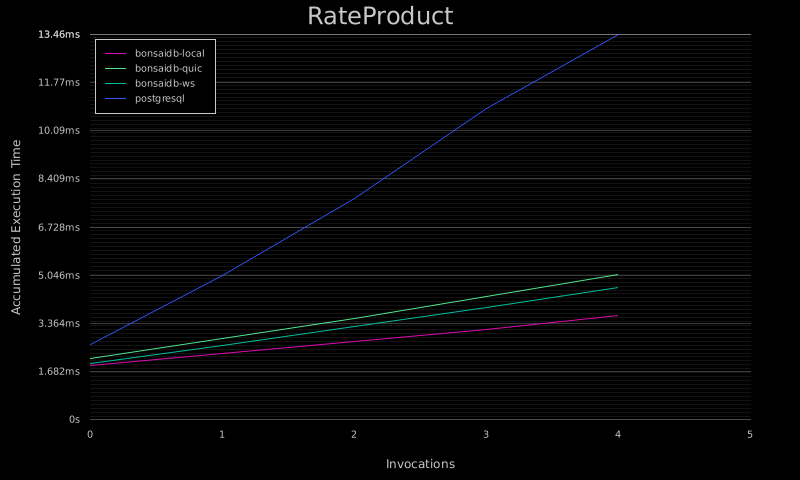 RateProduct
13.46ms
bonsaidb-local
bonsaidb-quic
bonsaidb-ws
postgresql
11.77ms
10.09ms
8.409ms
6.728ms
5.046ms
3.364ms
1.682ms
0s
Accumulated Execution Time
0 1 2 3 4 5
Invocations